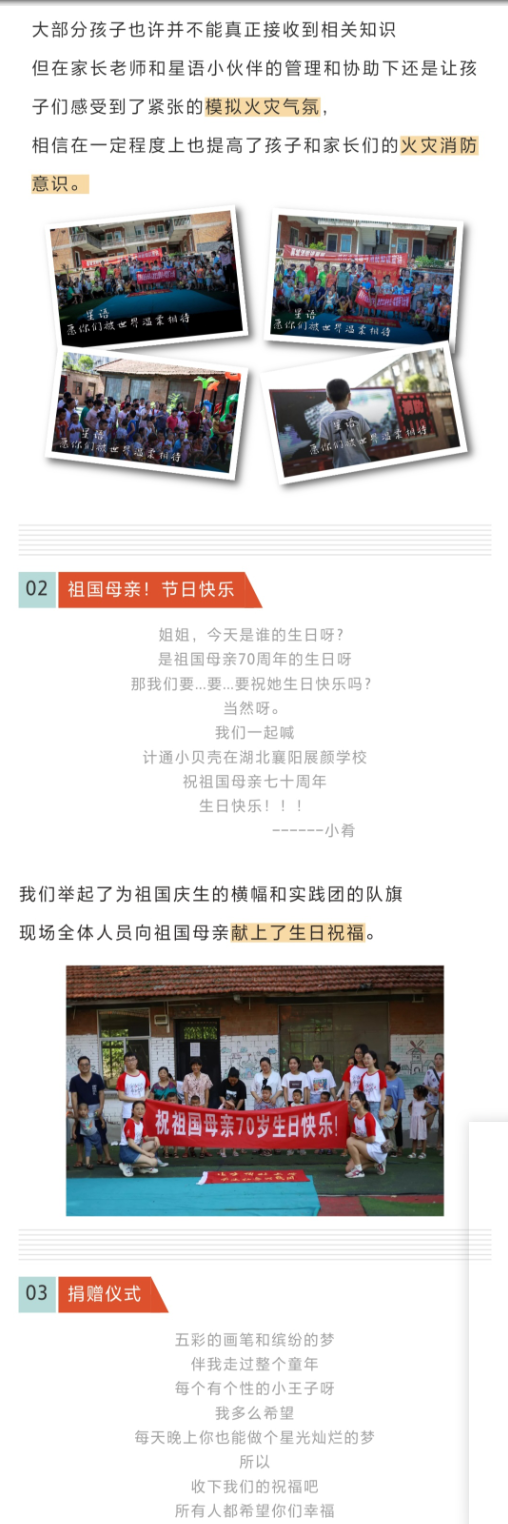 大部分孩子也许并不能真正接收到相关知识
但在家长老师和星语小伙伴的管理和协助下还是让孩
子们感受到了紧张的模拟火灾气氛，
相信在一定程度上也提高了孩子和家长们的火灾消防
意识。
星语
愿你们被世界温柔相待
星语
愿你们被世界温柔相待
星语
愿你们被世界温柔相待
消防
星语
愿你们被世界温柔相待
02
祖国母亲！节日快乐
姐姐，今天是谁的生日呀？
是祖国母亲70周年的生日呀
那我们要...要...要祝她生日快乐吗？
当然呀。
我们一起喊
计通小贝壳在湖北襄阳展颜学校
祝祖国母亲七十周年
生日快乐！！！
------小肴
我们举起了为祖国庆生的横幅和实践团的队旗
现场全体人员向祖国母亲献上了生日祝福。
祝祖国母亲70岁生日快乐！
03
捐赠仪式
五彩的画笔和缤纷的梦
伴我走过整个童年
每个有个性的小王子呀
我多么希望
每天晚上你也能做个星光灿烂的梦
所以
收下我们的祝福吧
所有人都希望你们幸福